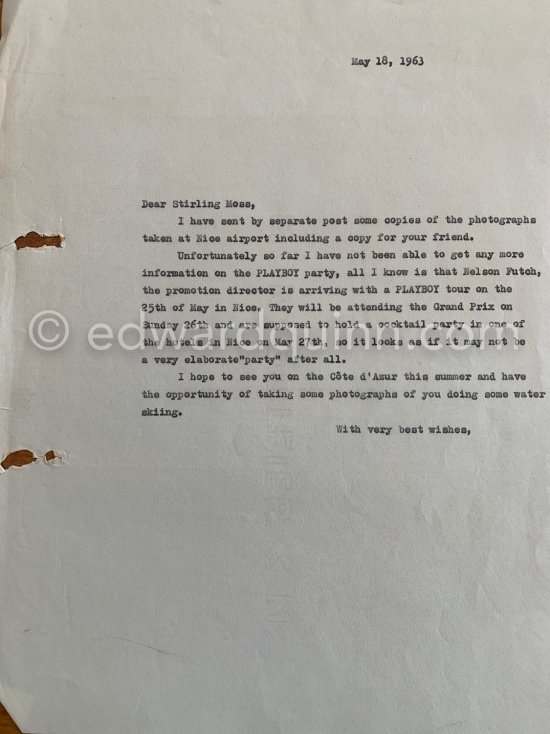 May 18, 1963
Dear Stirling Moss,
I have sent by separate post some copies of the photographs
taken at Nice airport including a copy for your friend.
Unfortunately so far I have not been able to get any more
information on the PLAYBOY party, all I know is that Nelson Futch,
the promotion director is arriving with a PLAYBOY tour on the
25th of May in Nice. They will be attending the Grand Prix on
Sunday 26th and are supposed to hold a cocktail party in one of
the hotels in Nice on May 27th, so it looks as if it may not be
a very elaborate"party" after all.
I hope to see you on the Côte d'Azur this summer and have
the opportunity of taking some photographs of you doing some water
skiing.
With very best wishes,
© edwardquinn.com